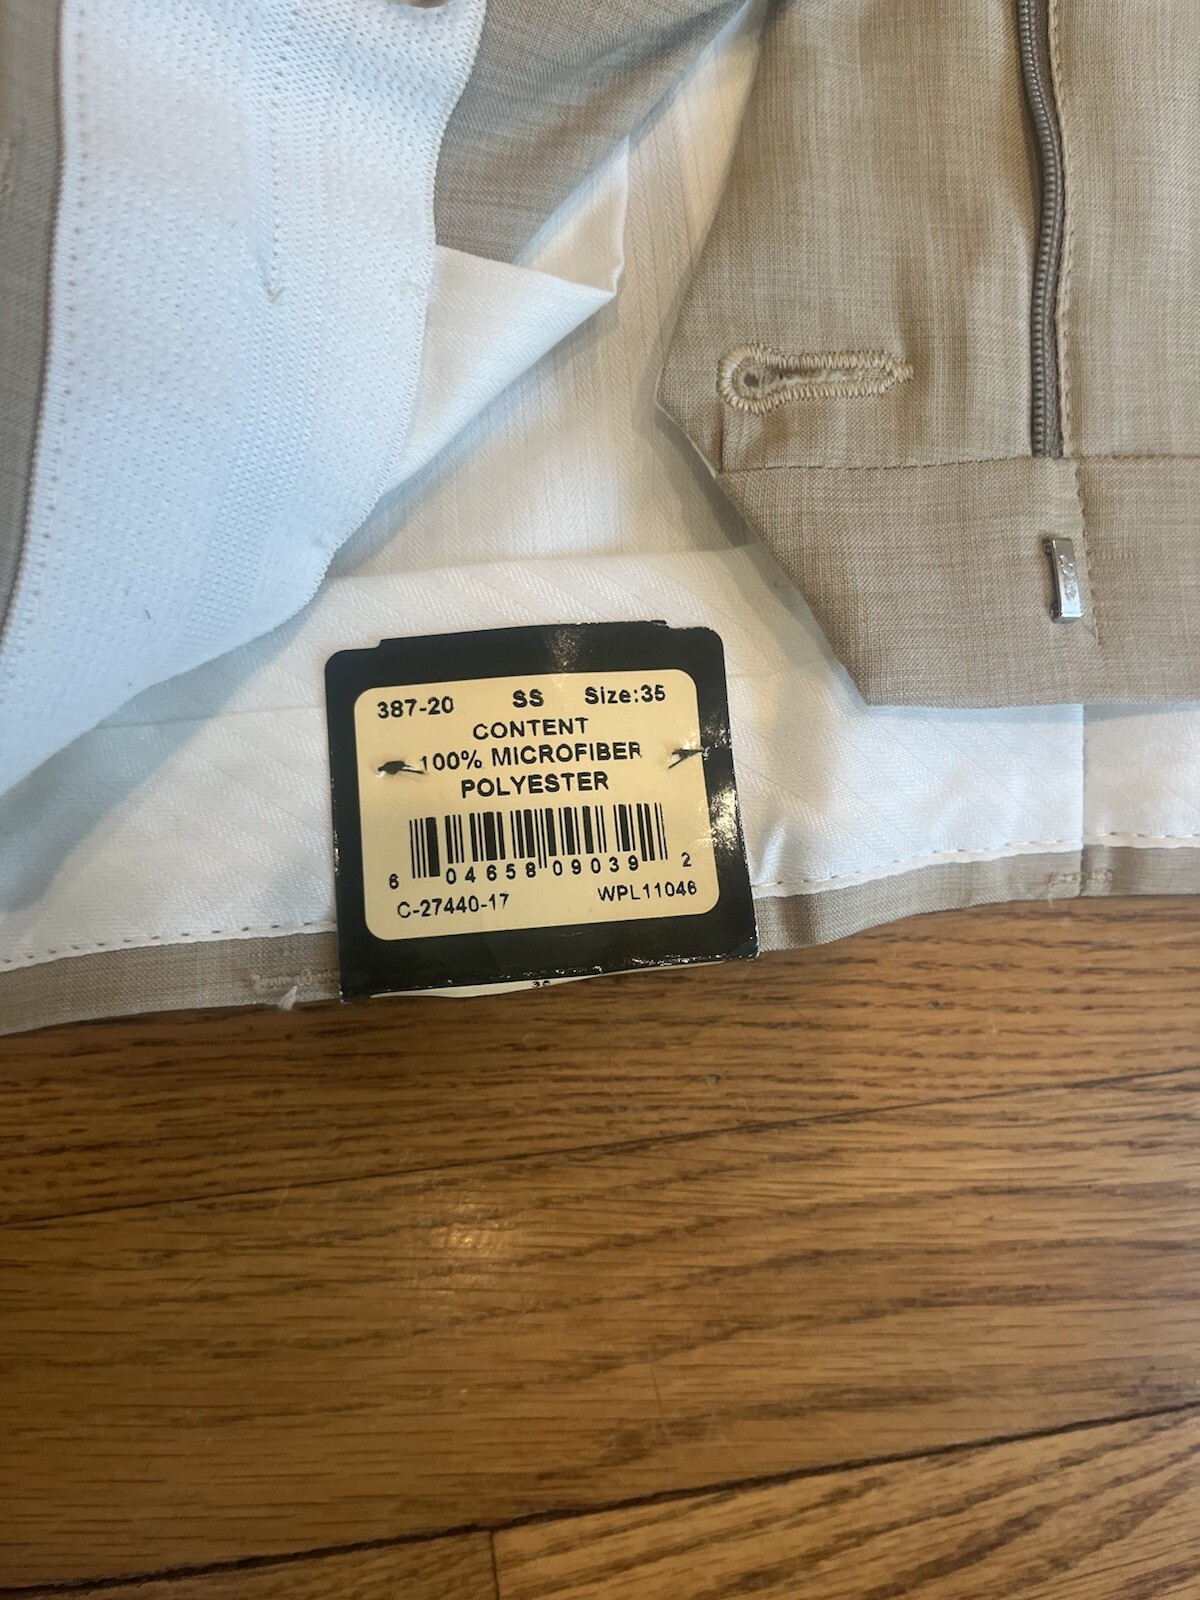 387-20 SS Size:35
CONTENT
100% MICROFIBER
POLYESTER
6 04658 09039 2
C-27440-17 WPL11046